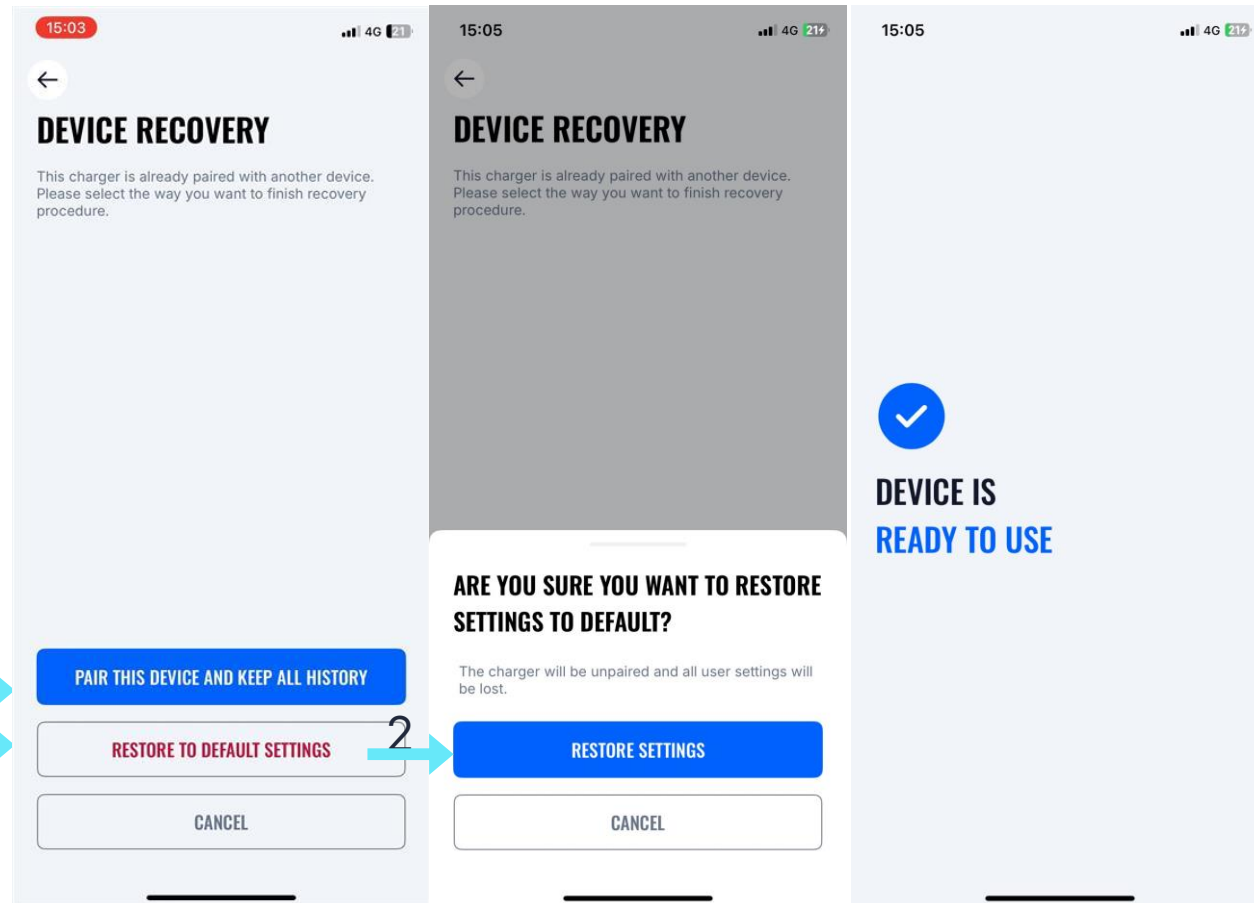 15:03
4G 21
DEVICE RECOVERY
This charger is already paired with another device.
Please select the way you want to finish recovery
procedure.
PAIR THIS DEVICE AND KEEP ALL HISTORY
RESTORE TO DEFAULT SETTINGS
2
CANCEL
15:05
4G 21
DEVICE RECOVERY
This charger is already paired with another device.
Please select the way you want to finish recovery
procedure.
ARE YOU SURE YOU WANT TO RESTORE
SETTINGS TO DEFAULT?
The charger will be unpaired and all user settings will
be lost.
RESTORE SETTINGS
CANCEL
15:05
4G 21
DEVICE IS
READY TO USE